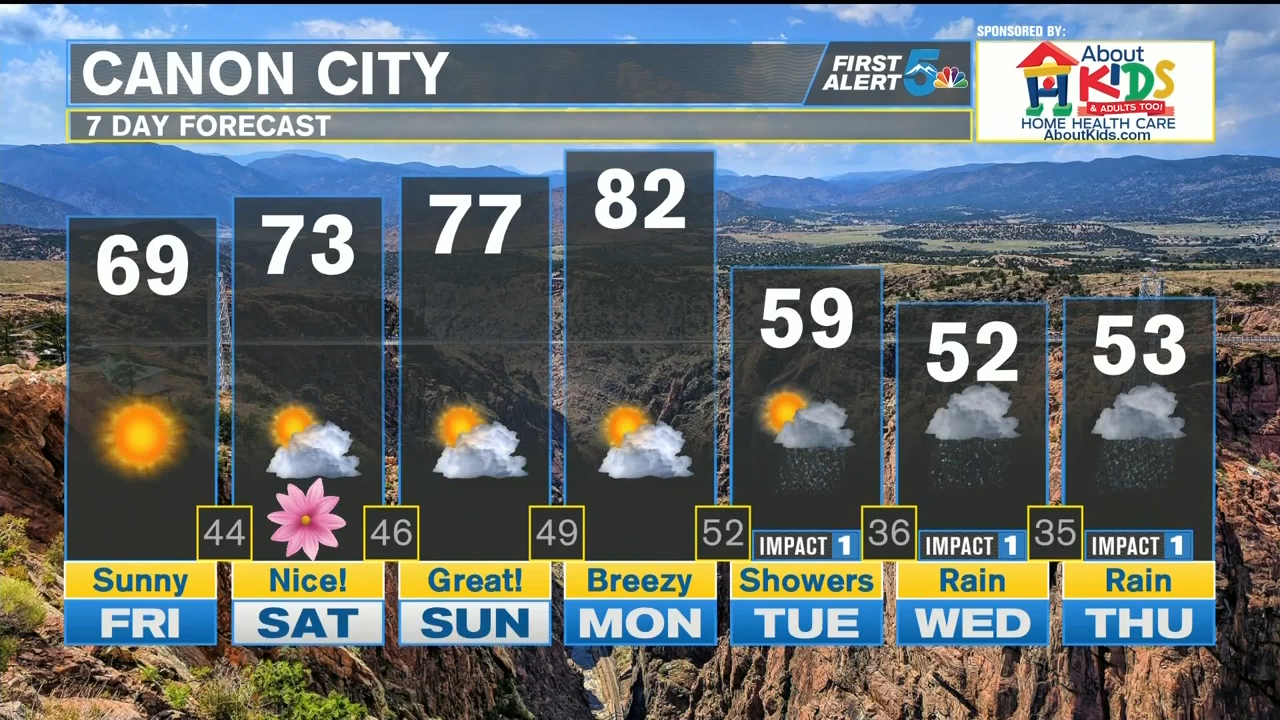 SPONSORED BY:
CANON CITY
FIRST
ALERT 5
About
KIDS
& ADULTS TOO!
HOME HEALTH CARE
AboutKids.com
7 DAY FORECAST
69
73
77
82
59
52
53
44
46
49
52
36
35
IMPACT 1
IMPACT 1
IMPACT 1
Sunny
Nice!
Great!
Breezy
Showers
Rain
Rain
FRI
SAT
SUN
MON
TUE
WED
THU